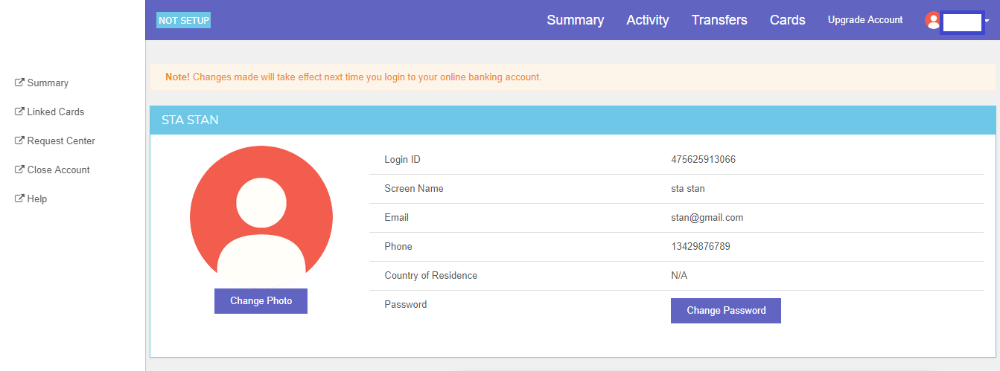 NOT SETUP
Summary Activity Transfers Cards Upgrade Account
Summary
Linked Cards
Request Center
Close Account
Help
Note! Changes made will take effect next time you login to your online banking account.
STA STAN
Change Photo
Login ID 475625913066
Screen Name sta stan
Email stan@gmail.com
Phone 13429876789
Country of Residence N/A
Password Change Password